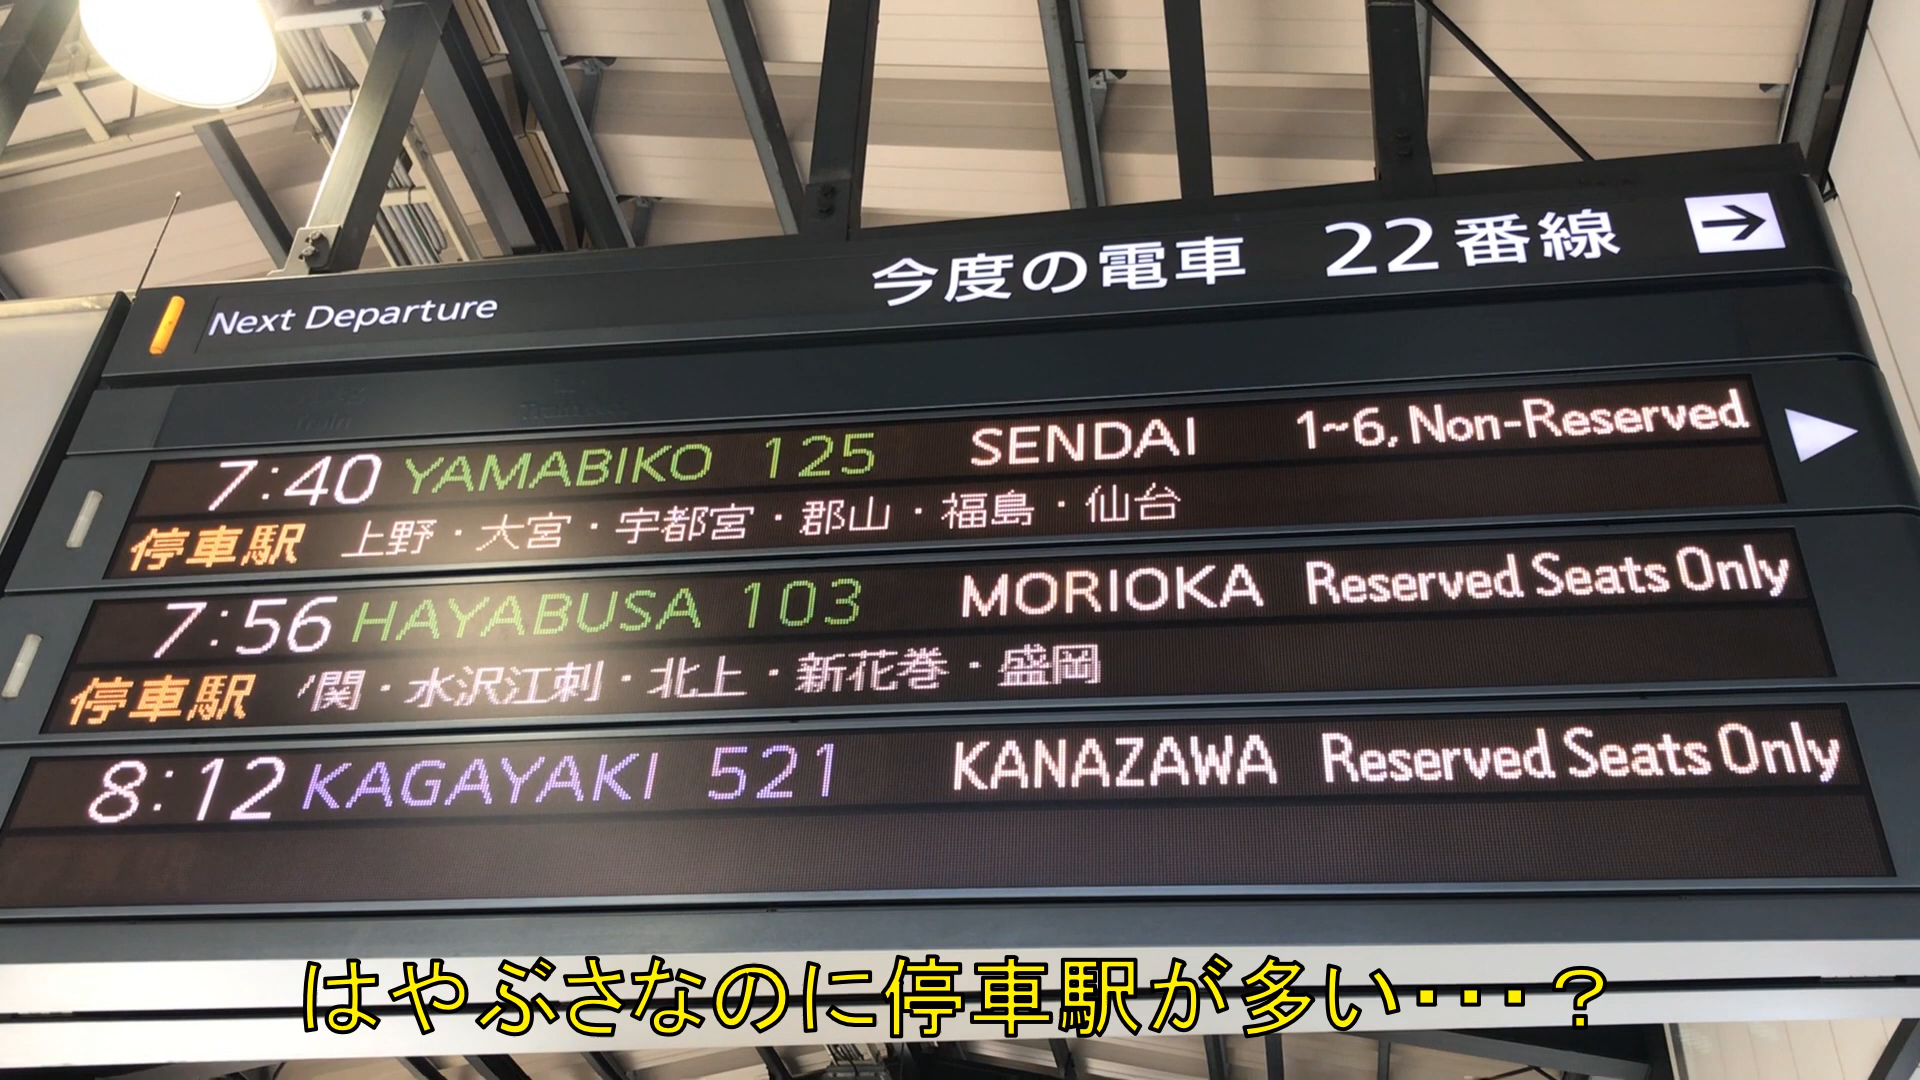 Next Departure 今度の電車 22番線 →
7:40 YAMABIKO 125 SENDAI 1~6, Non-Reserved
停車駅 上野・大宮・宇都宮・郡山・福島・仙台
7:56 HAYABUSA 103 MORIOKA Reserved Seats Only
停車駅 関・水沢江刺・北上・新花巻・盛岡
8:12 KAGAYAKI 521 KANAZAWA Reserved Seats Only
はやぶさなのに停車駅が多い・・・？